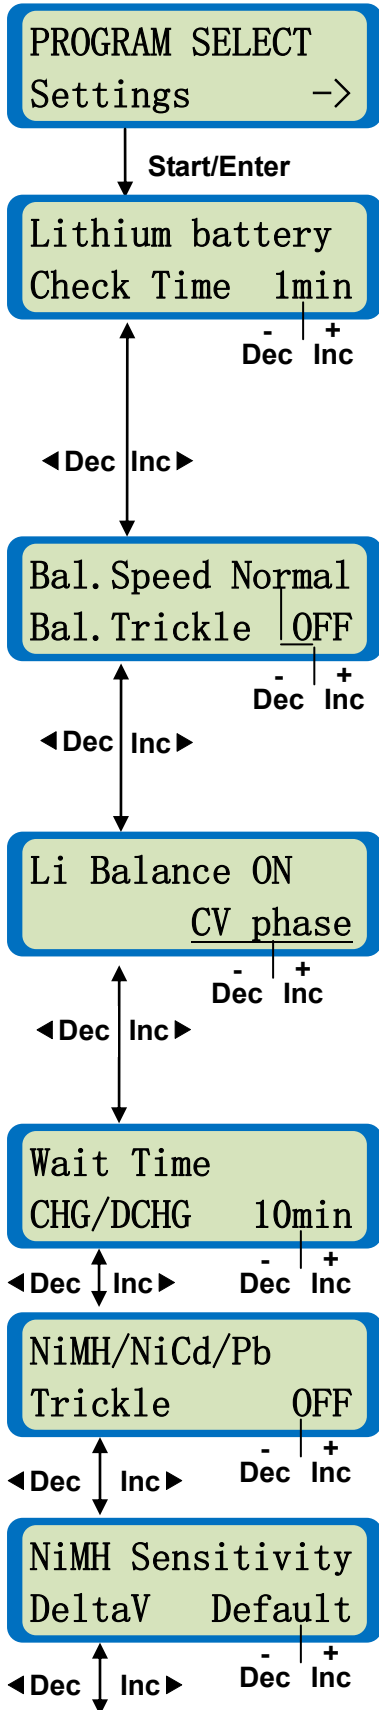 PROGRAM SELECT
Settings ->
Start/Enter
Lithium battery
Check Time 1min
- +
Dec Inc
◄Dec Inc►
Bal.Speed Normal
Bal.Trickle OFF
- +
Dec Inc
◄Dec Inc►
Li Balance ON
CV phase
- +
Dec Inc
◄Dec Inc►
Wait Time
CHG/DCHG 10min
- +
Dec Inc
◄Dec Inc►
NiMH/NiCd/Pb
Trickle OFF
- +
Dec Inc
◄Dec Inc►
NiMH Sensitivity
DeltaV Default
- +
Dec Inc
◄Dec Inc►